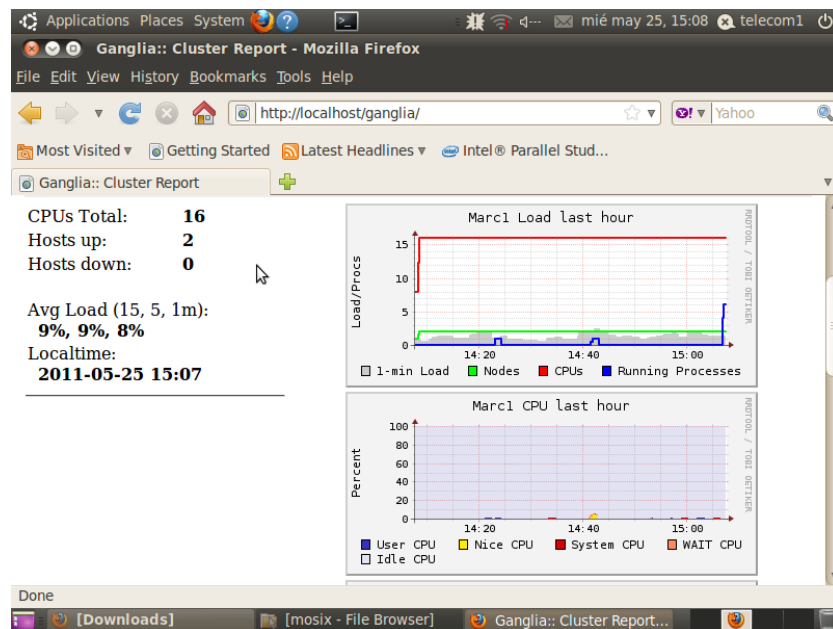 Applications Places System mié may 25, 15:08 telecom1
Ganglia:: Cluster Report - Mozilla Firefox
File Edit View History Bookmarks Tools Help
http://localhost/ganglia/ Yahoo
Most Visited Getting Started Latest Headlines Intel® Parallel Stud...
Ganglia:: Cluster Report
CPUs Total: 16
Hosts up: 2
Hosts down: 0
Avg Load (15, 5, 1m):
9%, 9%, 8%
Localtime:
2011-05-25 15:07
Marc1 Load last hour
RRDTOOL / TOBI OETIKER
Load/Procs
15
10
5
0
14:20 14:40 15:00
1-min Load Nodes CPUs Running Processes
Marc1 CPU last hour
RRDTOOL / TOBI OETIKER
Percent
100
80
60
40
20
0
14:20 14:40 15:00
User CPU Nice CPU System CPU WAIT CPU
Idle CPU
Done
[Downloads] [mosix - File Browser] Ganglia:: Cluster Report...